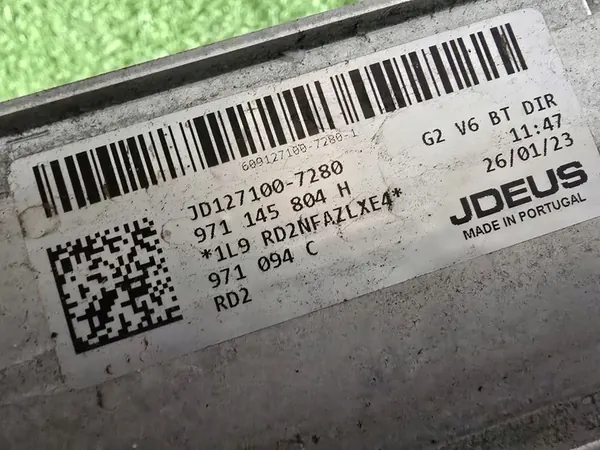 609127100-7280-1
JD127100-7280
971 145 804 H
*1L9 RD2NFAZLXE4*
971 094 C
RD2
G2 V6 BT DIR
11:47
26/01/23
JDEUS
MADE IN PORTUGAL